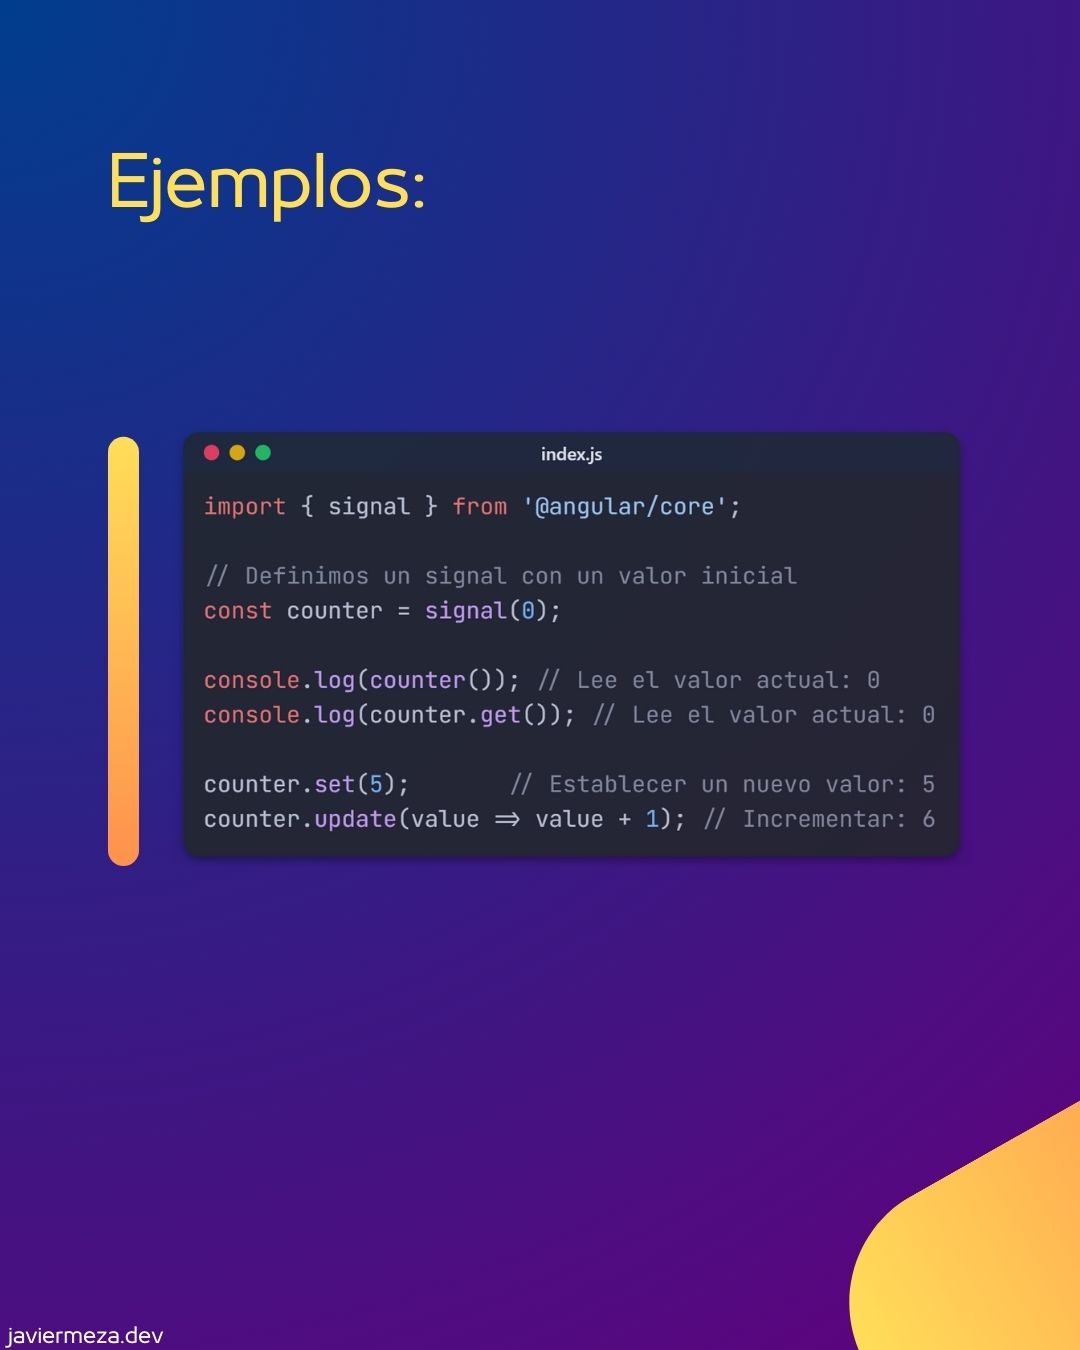 Ejemplos:
index.js
import { signal } from '@angular/core';
// Definimos un signal con un valor inicial
const counter = signal(0);
console.log(counter()); // Lee el valor actual: 0
console.log(counter.get()); // Lee el valor actual: 0
counter.set(5);       // Establecer un nuevo valor: 5
counter.update(value => value + 1); // Incrementar: 6
javiermeza.dev